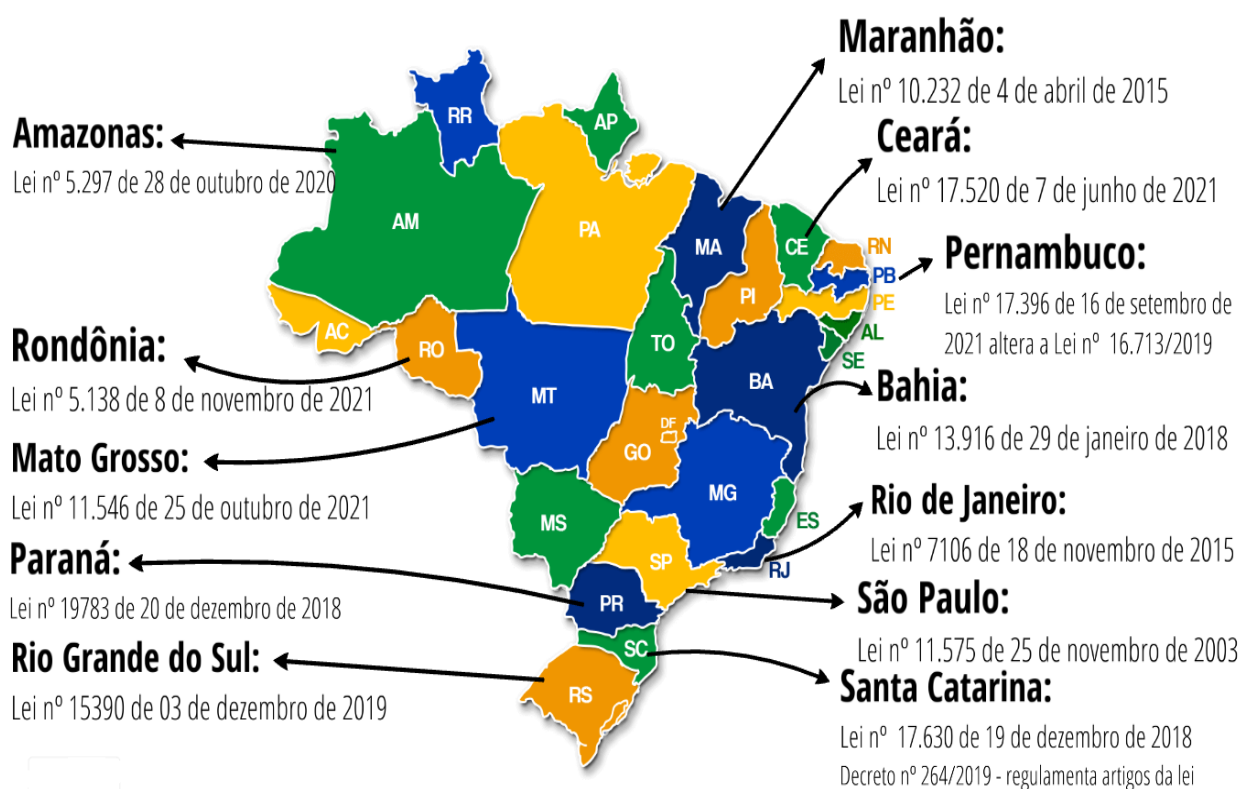 Amazonas:
Lei nº 5.297 de 28 de outubro de 2020
Rondônia:
Lei nº 5.138 de 8 de novembro de 2021
Mato Grosso:
Lei nº 11.546 de 25 de outubro de 2021
Paraná:
Lei nº 19783 de 20 de dezembro de 2018
Rio Grande do Sul:
Lei nº 15390 de 03 de dezembro de 2019
RR
AP
AM
PA
MA
CE
RN
PB
PI
PE
AC
AL
RO
TO
SE
MT
BA
DF
GO
MG
MS
ES
SP
RJ
PR
SC
RS
Maranhão:
Lei nº 10.232 de 4 de abril de 2015
Ceará:
Lei nº 17.520 de 7 de junho de 2021
Pernambuco:
Lei nº 17.396 de 16 de setembro de
2021 altera a Lei nº 16.713/2019
Bahia:
Lei nº 13.916 de 29 de janeiro de 2018
Rio de Janeiro:
Lei nº 7106 de 18 de novembro de 2015
São Paulo:
Lei nº 11.575 de 25 de novembro de 2003
Santa Catarina:
Lei nº 17.630 de 19 de dezembro de 2018
Decreto nº 264/2019 - regulamenta artigos da lei